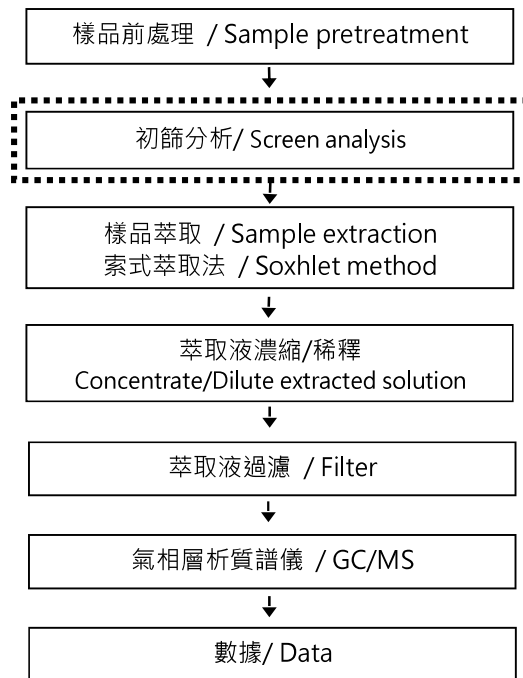 樣品前處理 / Sample pretreatment
初篩分析/ Screen analysis
樣品萃取 / Sample extraction
索式萃取法 / Soxhlet method
萃取液濃縮/稀釋
Concentrate/Dilute extracted solution
萃取液過濾 / Filter
氣相層析質譜儀 / GC/MS
數據/ Data